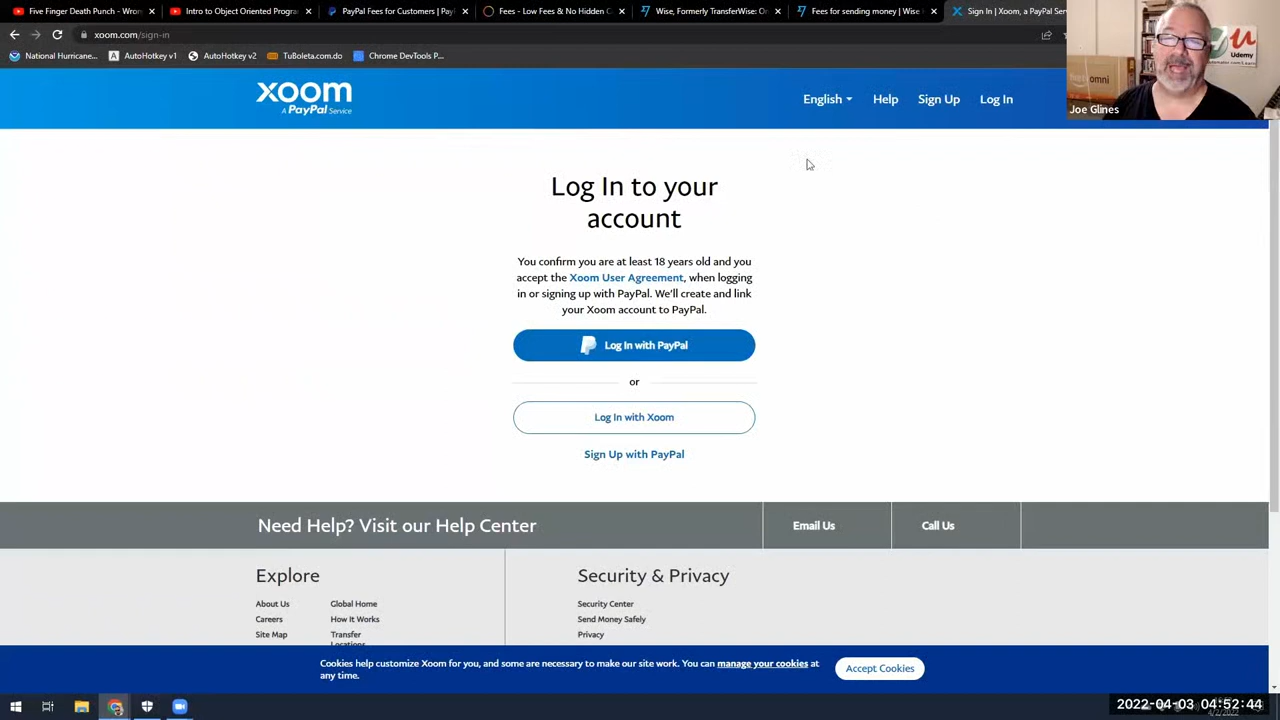 Five Finger Death Punch - Wron
Intro to Object Oriented Progra
PayPal Fees for Customers | Pay
Fees - Low Fees & No Hidden C
Wise, Formerly TransferWise: On
Fees for sending money | Wise
Sign In | Xoom, a PayPal Serv
xoom.com/sign-in
National Hurricane...
AutoHotkey v1
AutoHotkey v2
TuBoleta.com.do
Chrome DevTools P...
omni
u
Udemy
Joe Glines
xoom
A PayPal Service
English
Help
Sign Up
Log In
Log In to your
account
You confirm you are at least 18 years old and you
accept the Xoom User Agreement, when logging
in or signing up with PayPal. We'll create and link
your Xoom account to PayPal.
Log In with PayPal
or
Log In with Xoom
Sign Up with PayPal
Need Help? Visit our Help Center
Email Us
Call Us
Explore
Security & Privacy
About Us
Global Home
Security Center
Careers
How It Works
Send Money Safely
Site Map
Transfer
Privacy
Locations
Cookies help customize Xoom for you, and some are necessary to make our site work. You can manage your cookies at
any time.
Accept Cookies
2022-04-03 04:52:44